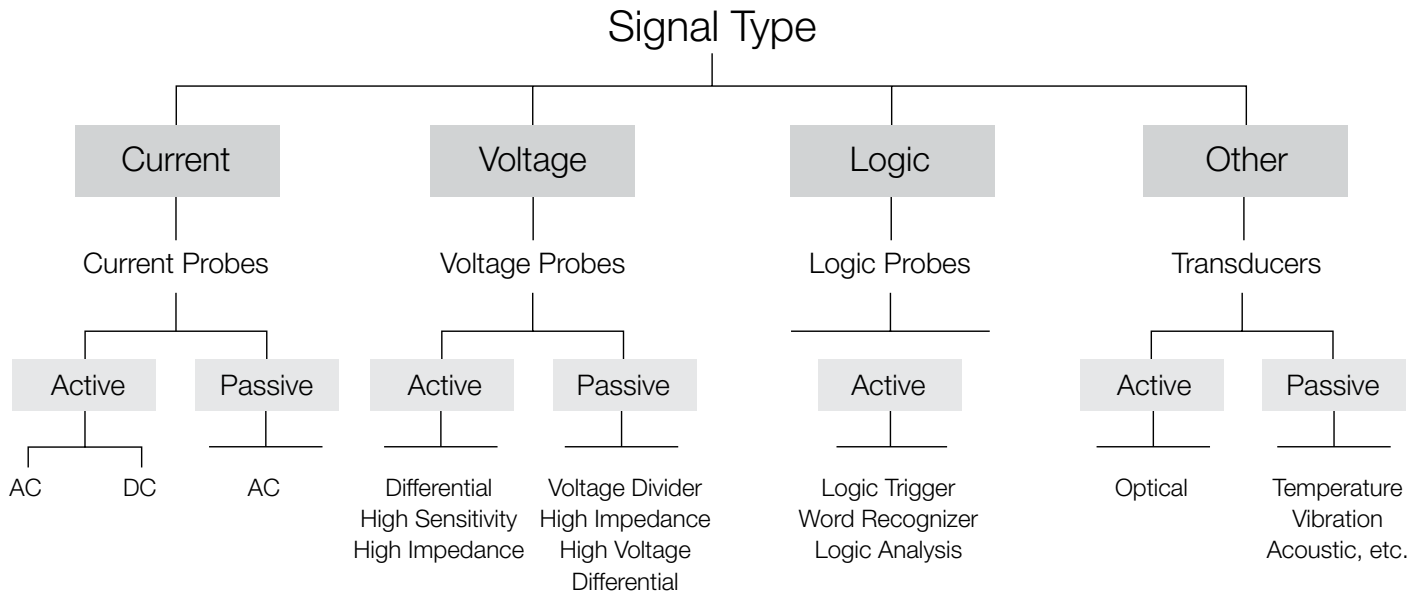 Signal Type
Current Voltage Logic Other
Current Probes Voltage Probes Logic Probes Transducers
Active Passive Active Passive Active Active Passive
AC DC AC Differential Voltage Divider Logic Trigger Optical Temperature
High Sensitivity High Impedance Word Recognizer Vibration
High Impedance High Voltage Logic Analysis Acoustic, etc.
Differential